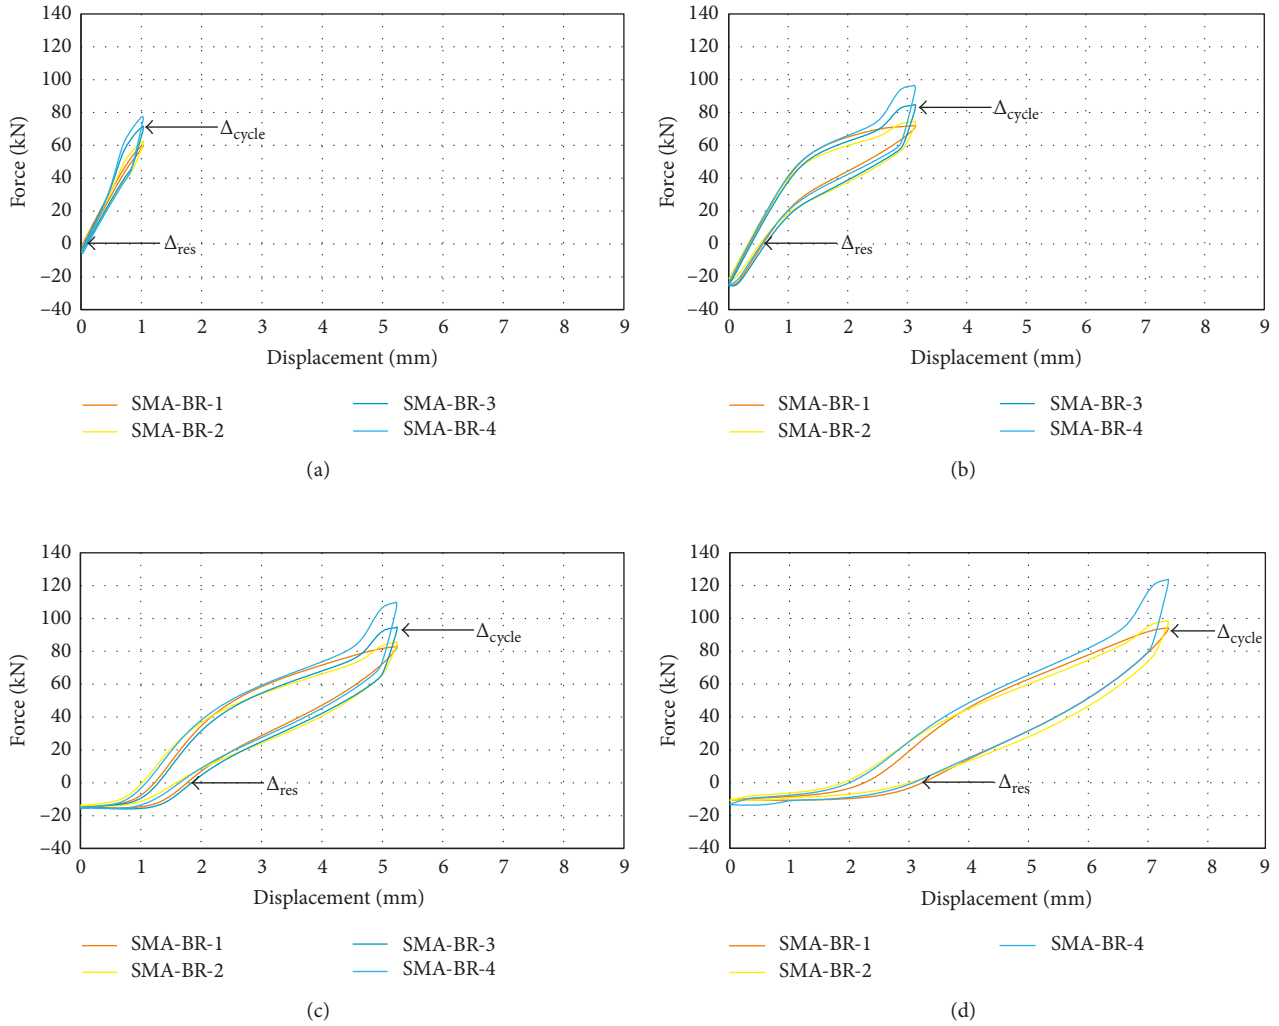 140
120
100
80
60
40
20
0
–20
–40
Force (kN)
Δcycle
Δres
0 1 2 3 4 5 6 7 8 9
Displacement (mm)
SMA-BR-1 SMA-BR-3
SMA-BR-2 SMA-BR-4
(a)
140
120
100
80
60
40
20
0
–20
–40
Force (kN)
Δcycle
Δres
0 1 2 3 4 5 6 7 8 9
Displacement (mm)
SMA-BR-1 SMA-BR-3
SMA-BR-2 SMA-BR-4
(b)
140
120
100
80
60
40
20
0
–20
–40
Force (kN)
Δcycle
Δres
0 1 2 3 4 5 6 7 8 9
Displacement (mm)
SMA-BR-1 SMA-BR-3
SMA-BR-2 SMA-BR-4
(c)
140
120
100
80
60
40
20
0
–20
–40
Force (kN)
Δcycle
Δres
0 1 2 3 4 5 6 7 8 9
Displacement (mm)
SMA-BR-1 SMA-BR-4
SMA-BR-2
(d)